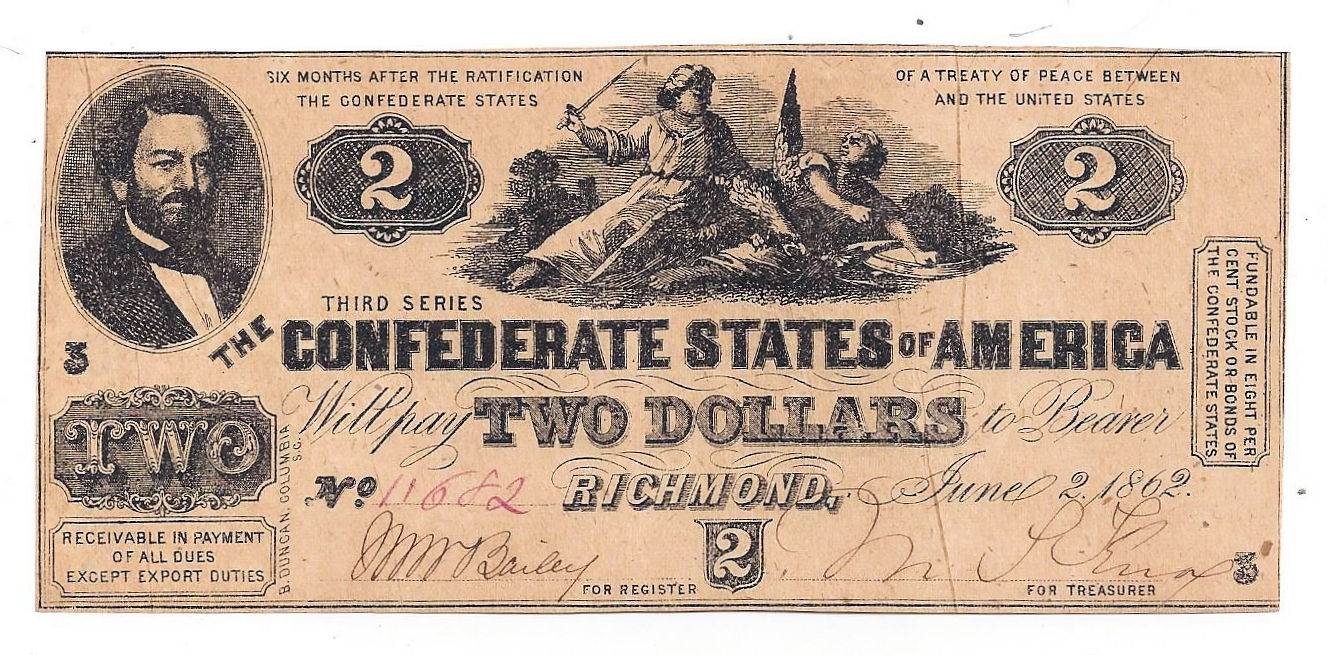 SIX MONTHS AFTER THE RATIFICATION OF A TREATY OF PEACE BETWEEN
THE CONFEDERATE STATES AND THE UNITED STATES
2 2
THIRD SERIES
THE CONFEDERATE STATES OF AMERICA
3
Will pay TWO DOLLARS to Bearer
TWO
No 11682 RICHMOND, June 2, 1862.
RECEIVABLE IN PAYMENT
OF ALL DUES
EXCEPT EXPORT DUTIES
B. DUNCAN, COLUMBIA
S.C.
Bailey
FOR REGISTER
2
FOR TREASURER
3
FUNDABLE IN EIGHT PER
CENT STOCK OR BONDS OF
THE CONFEDERATE STATES